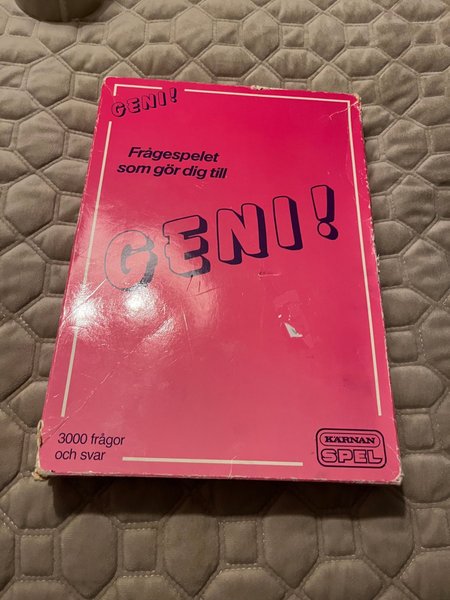 GENI!
Frågespelet
som gör dig till
GENI!
3000 frågor
och svar
KÄRNAN
SPEL